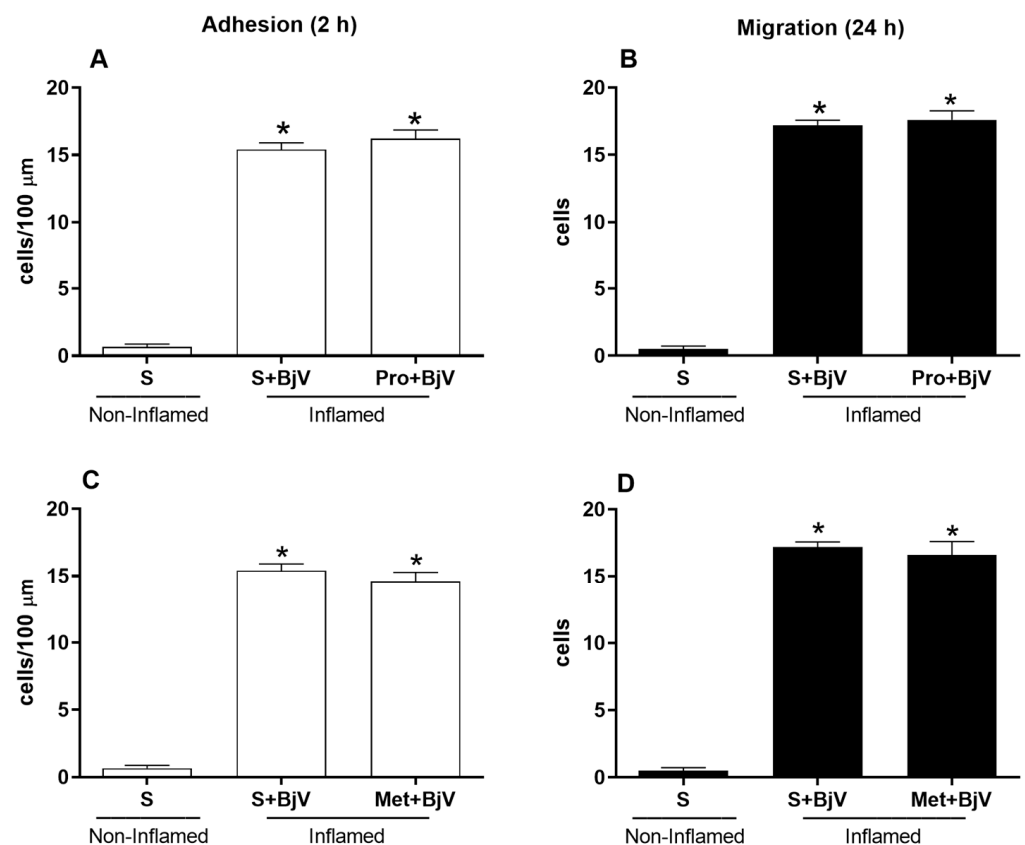 Adhesion (2 h)
Migration (24 h)
A
20
15
10
5
0
cells/100 μm
S
S+BjV
Pro+BjV
Non-Inflamed
Inflamed
*
*
B
20
15
10
5
0
cells
S
S+BjV
Pro+BjV
Non-Inflamed
Inflamed
*
*
C
20
15
10
5
0
cells/100 μm
S
S+BjV
Met+BjV
Non-Inflamed
Inflamed
*
*
D
20
15
10
5
0
cells
S
S+BjV
Met+BjV
Non-Inflamed
Inflamed
*
*